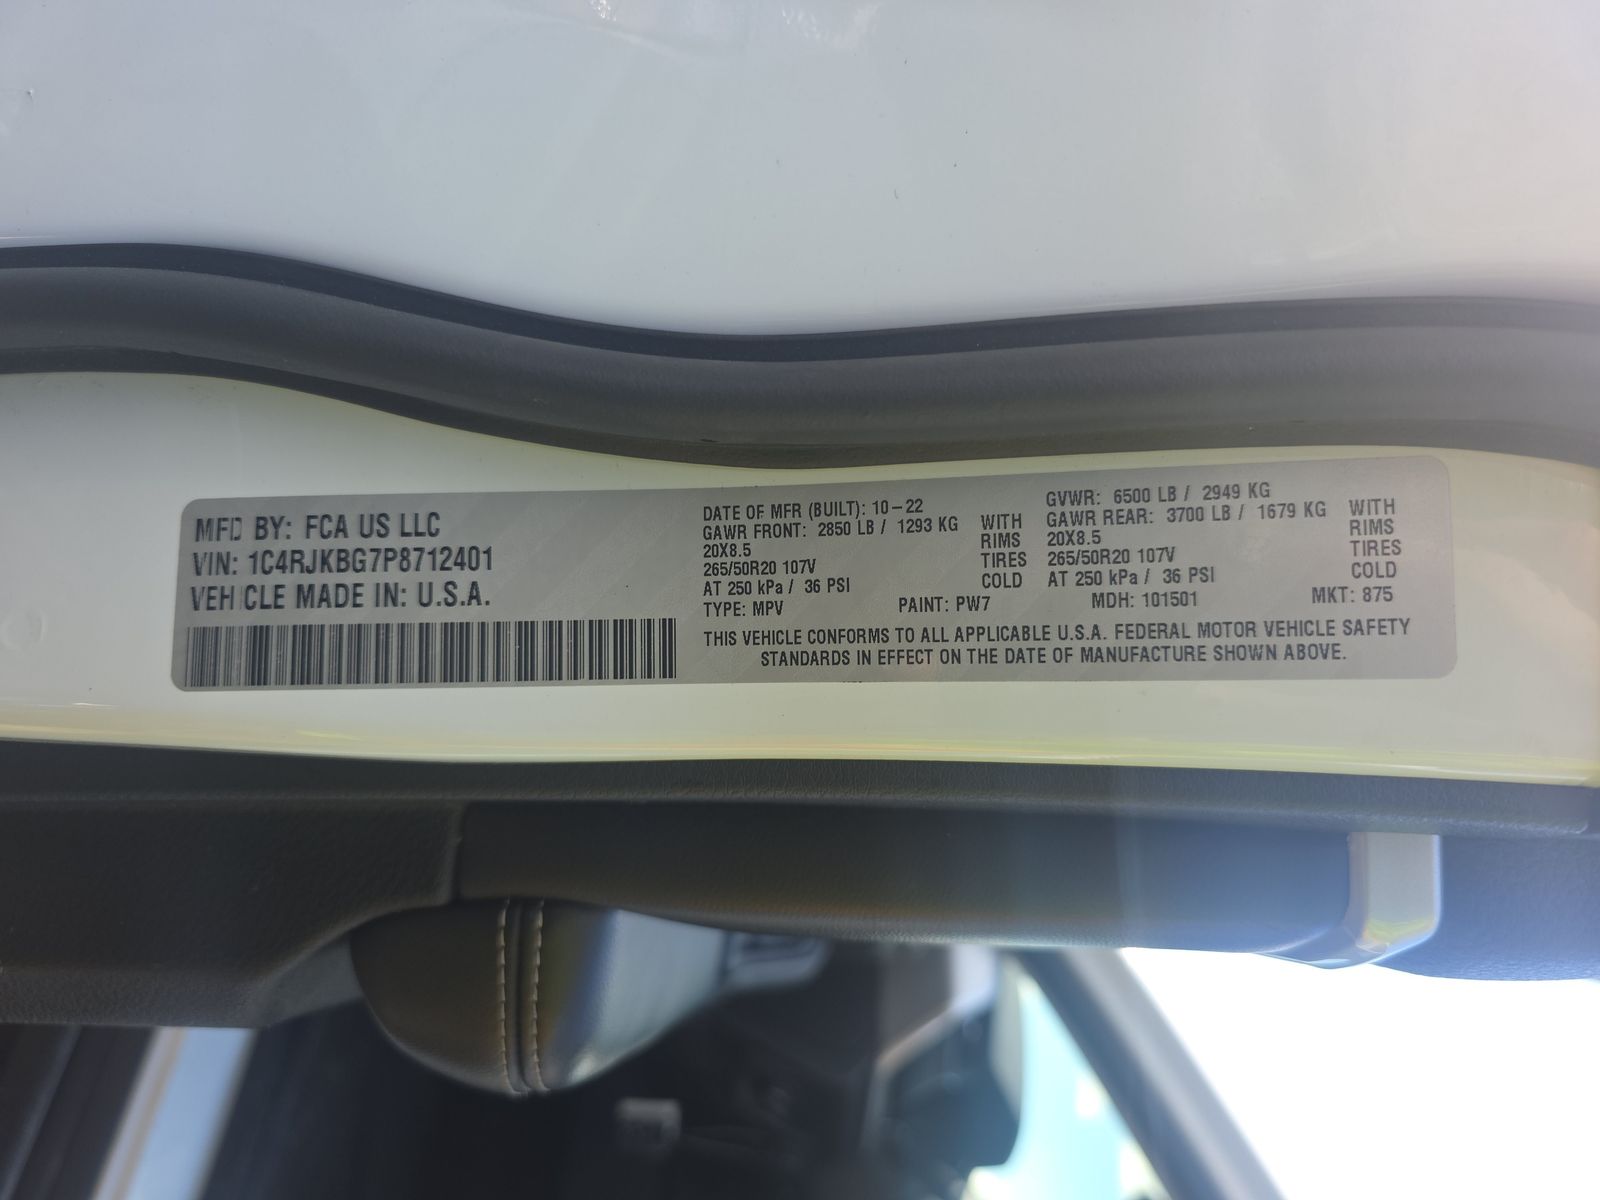 MFD BY: FCA US LLC
VIN: 1C4RJKBG7P8712401
VEHICLE MADE IN: U.S.A.
DATE OF MFR (BUILT): 10-22
GAWR FRONT: 2850 LB / 1293 KG WITH
20X8.5 RIMS
265/50R20 107V TIRES
AT 250 kPa / 36 PSI COLD
GVWR: 6500 LB / 2949 KG
GAWR REAR: 3700 LB / 1679 KG WITH
20X8.5 RIMS
265/50R20 107V TIRES
AT 250 kPa / 36 PSI COLD
TYPE: MPV PAINT: PW7 MDH: 101501 MKT: 875
THIS VEHICLE CONFORMS TO ALL APPLICABLE U.S.A. FEDERAL MOTOR VEHICLE SAFETY
STANDARDS IN EFFECT ON THE DATE OF MANUFACTURE SHOWN ABOVE.